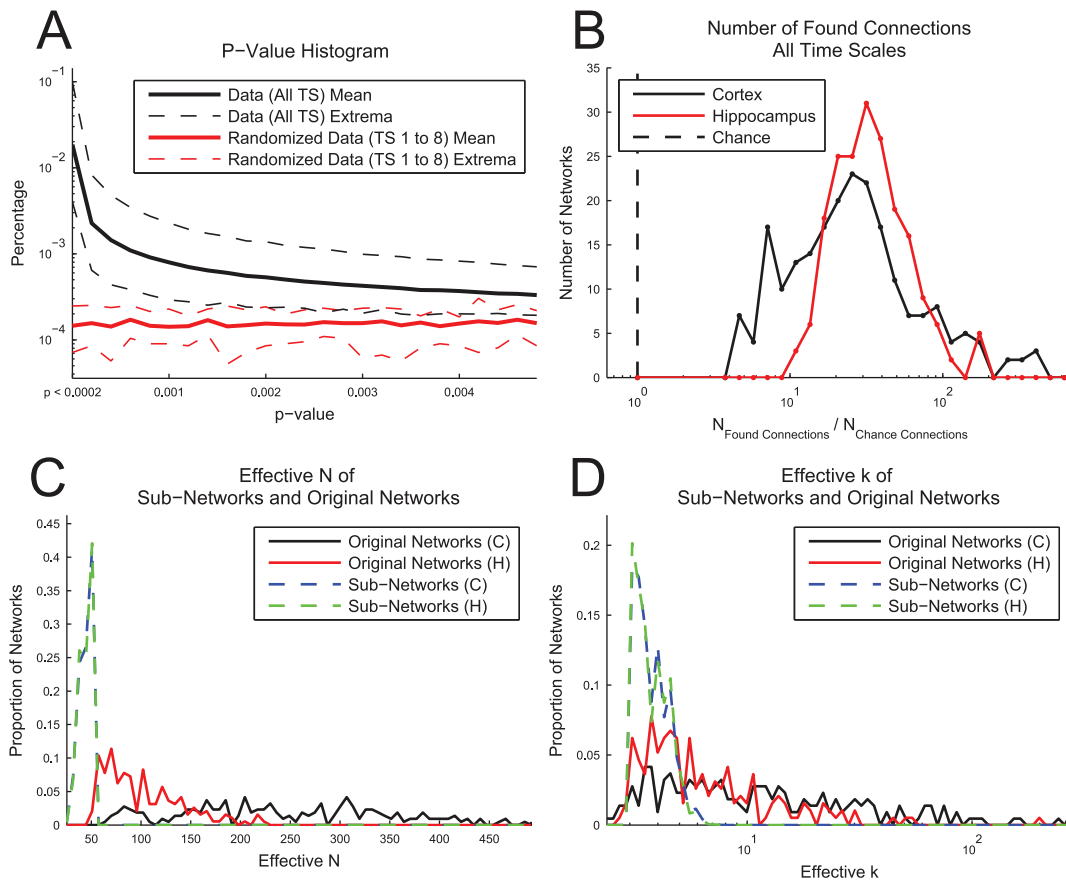 A
P−Value Histogram
Percentage
10−1
10−2
10−3
−4
10
Data (All TS) Mean
Data (All TS) Extrema
Randomized Data (TS 1 to 8) Mean
Randomized Data (TS 1 to 8) Extrema
p < 0.0002 0.001 0.002 0.003 0.004
p−value
B
Number of Found Connections
All Time Scales
Number of Networks
35
30
25
20
15
10
5
0
Cortex
Hippocampus
Chance
10^0 10^1 10^2
N_Found Connections / N_Chance Connections
C
Effective N of
Sub−Networks and Original Networks
Proportion of Networks
0.45
0.4
0.35
0.3
0.25
0.2
0.15
0.1
0.05
0
Original Networks (C)
Original Networks (H)
Sub−Networks (C)
Sub−Networks (H)
50 100 150 200 250 300 350 400 450
Effective N
D
Effective k of
Sub−Networks and Original Networks
Proportion of Networks
0.2
0.15
0.1
0.05
0
Original Networks (C)
Original Networks (H)
Sub−Networks (C)
Sub−Networks (H)
10^1 10^2
Effective k